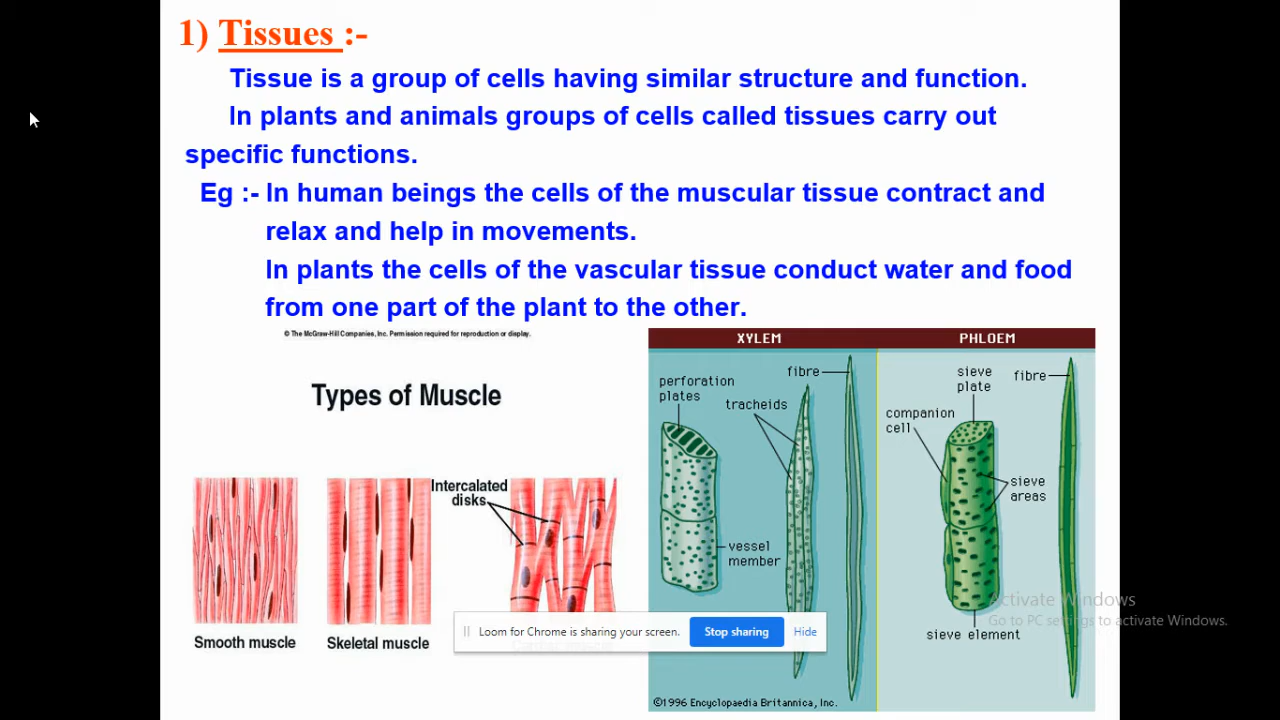 1) Tissues :-
Tissue is a group of cells having similar structure and function.
In plants and animals groups of cells called tissues carry out
specific functions.
Eg :- In human beings the cells of the muscular tissue contract and
relax and help in movements.
In plants the cells of the vascular tissue conduct water and food
from one part of the plant to the other.
© The McGraw-Hill Companies, Inc. Permission required for reproduction or display.
Types of Muscle
Intercalated
disks
Smooth muscle
Skeletal muscle
XYLEM
PHLOEM
perforation
plates
tracheids
fibre
vessel
member
sieve
plate
fibre
companion
cell
sieve
areas
sieve element
©1996 Encyclopaedia Britannica, Inc.
Loom for Chrome is sharing your screen.
Stop sharing
Hide
Activate Windows
Go to PC settings to activate Windows.